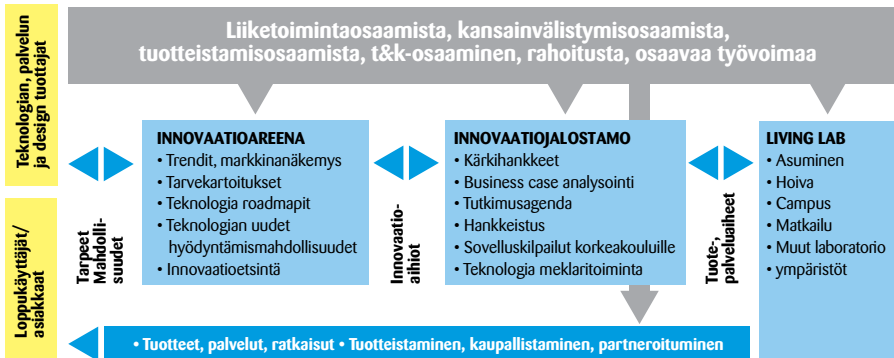 Liiketoimintaosaamista, kansainvälistymisosaamista,
tuotteistamisosaamista, t&k-osaaminen, rahoitusta, osaavaa työvoimaa
Teknologian, palvelun
ja design tuottajat
Loppukäyttäjät/
asiakkaat
Tarpeet
Mahdolli-
suudet
INNOVAATIOAREENA
• Trendit, markkinanäkemys
• Tarvekartoitukset
• Teknologia roadmapit
• Teknologian uudet
hyödyntämismahdollisuudet
• Innovaatioetsintä
Innovaatio-
aihiot
INNOVAATIOJALOSTAMO
• Kärkihankkeet
• Business case analysointi
• Tutkimusagenda
• Hankkeistus
• Sovelluskilpailut korkeakouluille
• Teknologia meklaritoiminta
Tuote-,
palveluaiheet
LIVING LAB
• Asuminen
• Hoiva
• Campus
• Matkailu
• Muut laboratorio
• ympäristöt
• Tuotteet, palvelut, ratkaisut • Tuotteistaminen, kaupallistaminen, partneroituminen